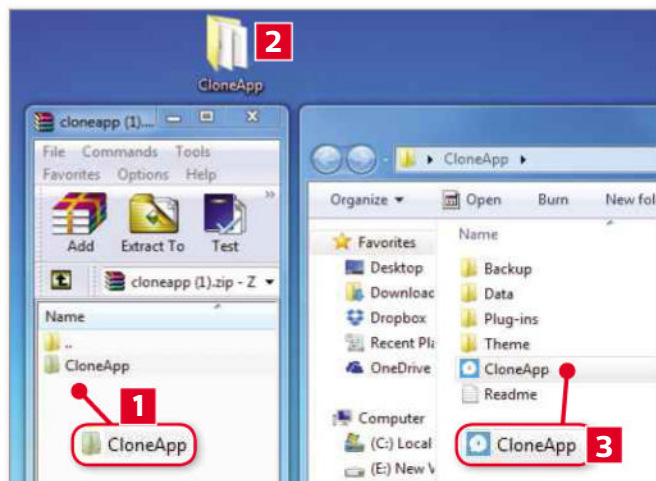 2
CloneApp
cloneapp (1)....
File Commands Tools
Favorites Options Help
»
Add Extract To Test
cloneapp (1).zip - Z
Name
..
CloneApp
1
CloneApp
CloneApp
Organize Open Burn New fol
Favorites
Desktop
Downloac
Dropbox
Recent Pla
OneDrive
Computer
(C:) Local
(E:) New V
Name
Backup
Data
Plug-ins
Theme
CloneApp
Readme
CloneApp
3